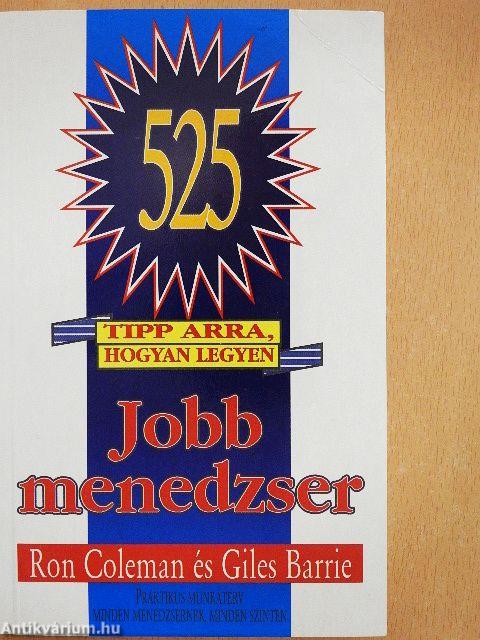 525
TIPP ARRA,
HOGYAN LEGYEN
Jobb
menedzser
Ron Coleman és Giles Barrie
PRAKTIKUS MUNKATERV
MINDEN MENEDZSERNEK, MINDEN SZINTEN
Antikvárium.hu